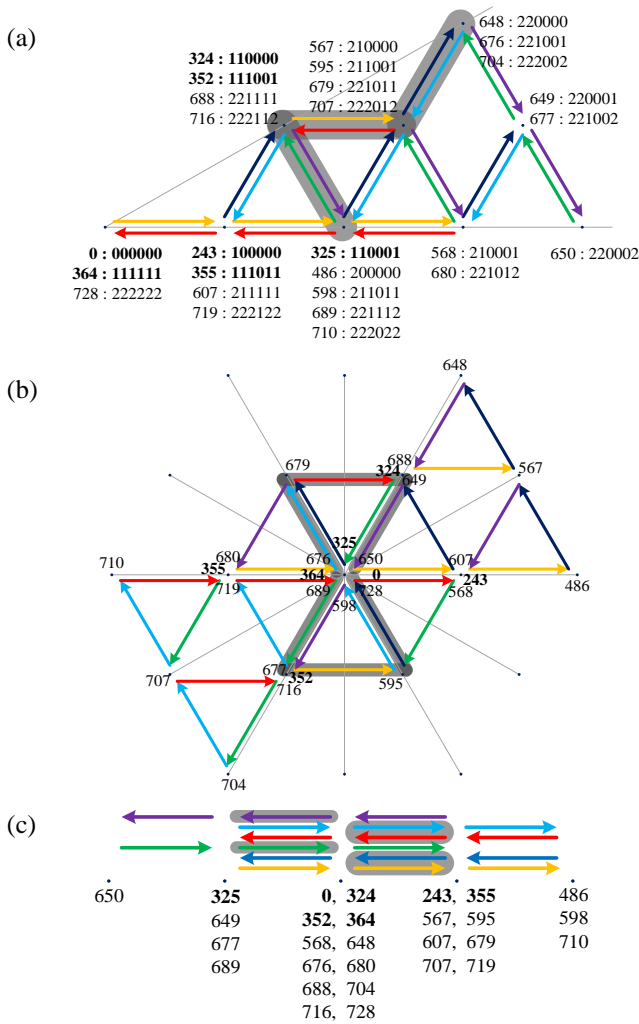 (a)
648 : 220000
676 : 221001
704 : 222002
567 : 210000
595 : 211001
679 : 221011
707 : 222012
324 : 110000
352 : 111001
688 : 221111
716 : 222112
649 : 220001
677 : 221002
0 : 000000
364 : 111111
728 : 222222
243 : 100000
355 : 111011
607 : 211111
719 : 222122
325 : 110001
486 : 200000
598 : 211011
689 : 221112
710 : 222022
568 : 210001
680 : 221012
650 : 220002
(b)
648
679
688
324
649
567
325
710
355
680
676
650
607
719
364
689
0
728
243
568
486
598
707
677
352
716
595
704
(c)
650 325 0, 324 243, 355 486
649 352, 364 567, 595 598
677 568, 648 607, 679 710
689 676, 680 707, 719
688, 704
716, 728